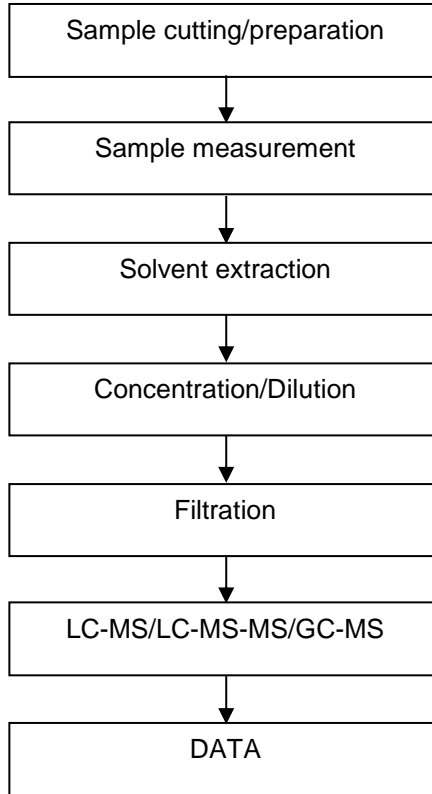 Sample cutting/preparation
Sample measurement
Solvent extraction
Concentration/Dilution
Filtration
LC-MS/LC-MS-MS/GC-MS
DATA